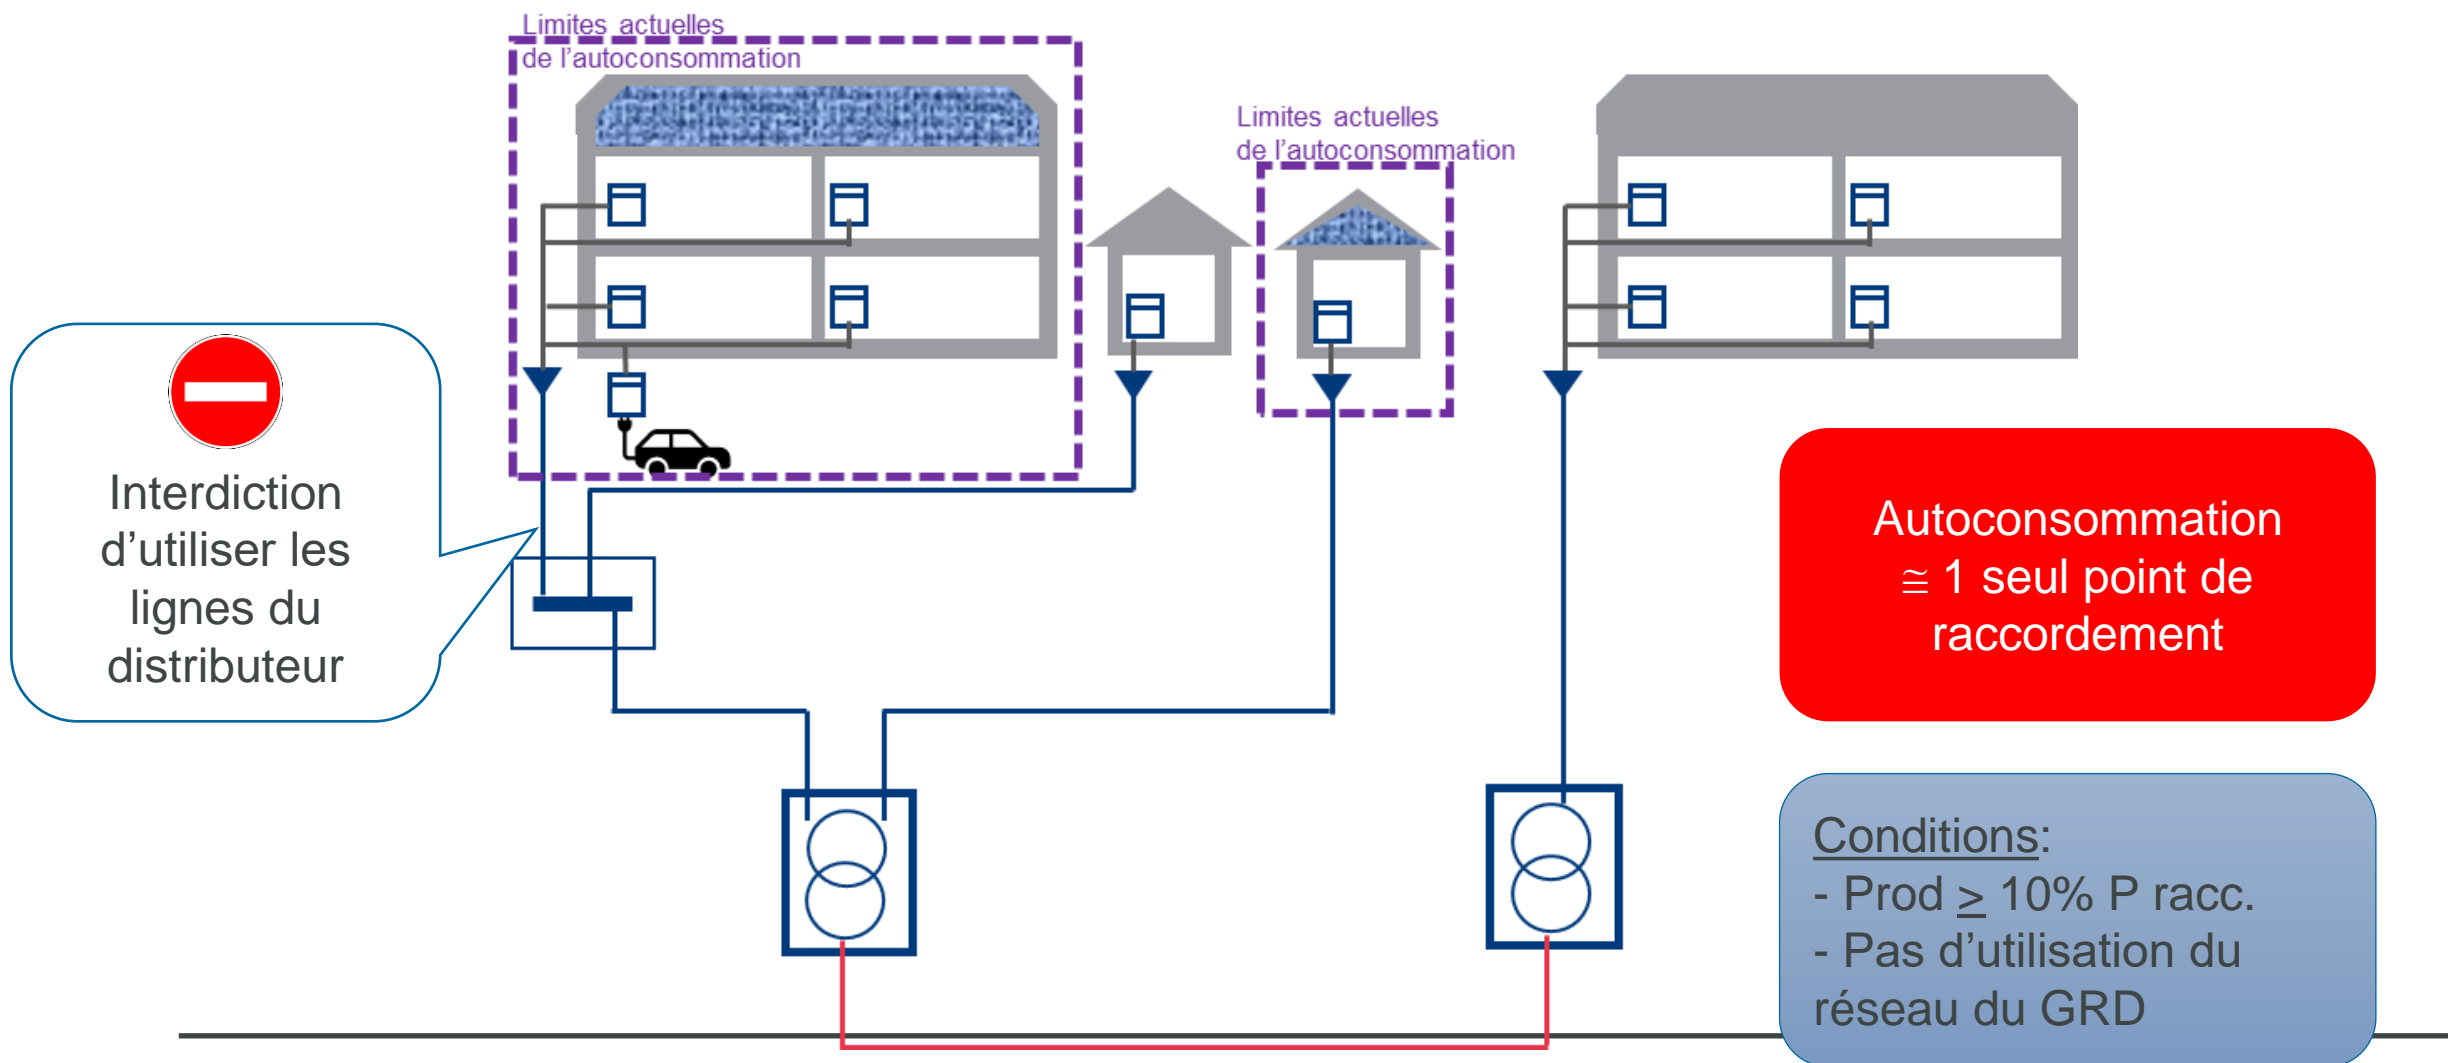 Limites actuelles
de l’autoconsommation
Limites actuelles
de l’autoconsommation
Interdiction
d’utiliser les
lignes du
distributeur
Autoconsommation
≅ 1 seul point de
raccordement
Conditions:
- Prod ≥ 10% P racc.
- Pas d’utilisation du
réseau du GRD